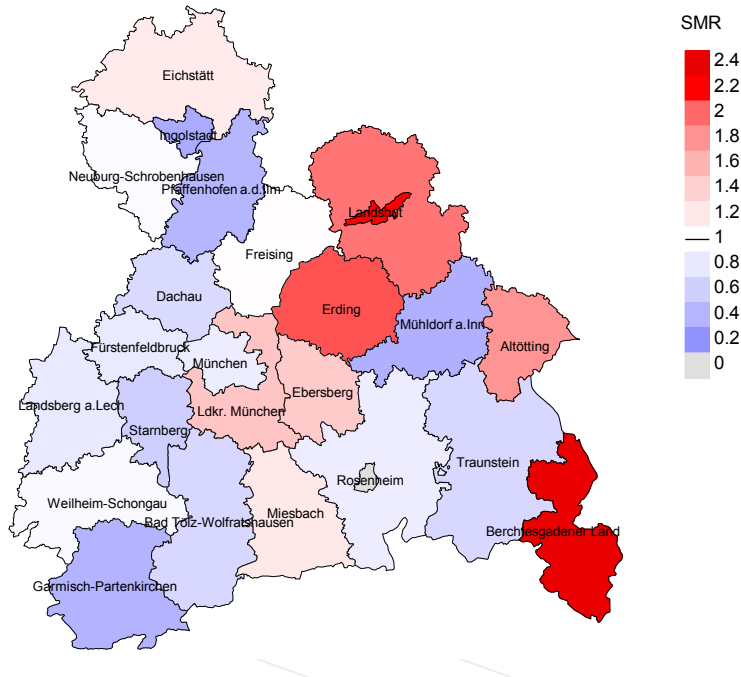 SMR
2.4
2.2
2
1.8
1.6
1.4
1.2
1
0.8
0.6
0.4
0.2
0
Eichstätt
Ingolstadt
Neuburg-Schrobenhausen
Pfaffenhofen a.d.Ilm
Landshut
Freising
Dachau
Erding
Mühldorf a.Inn
Altötting
Fürstenfeldbruck
München
Ebersberg
Landsberg a.Lech
Ldkr. München
Starnberg
Traunstein
Rosenheim
Weilheim-Schongau
Miesbach
Bad Tölz-Wolfratshausen
Berchtesgadener Land
Garmisch-Partenkirchen